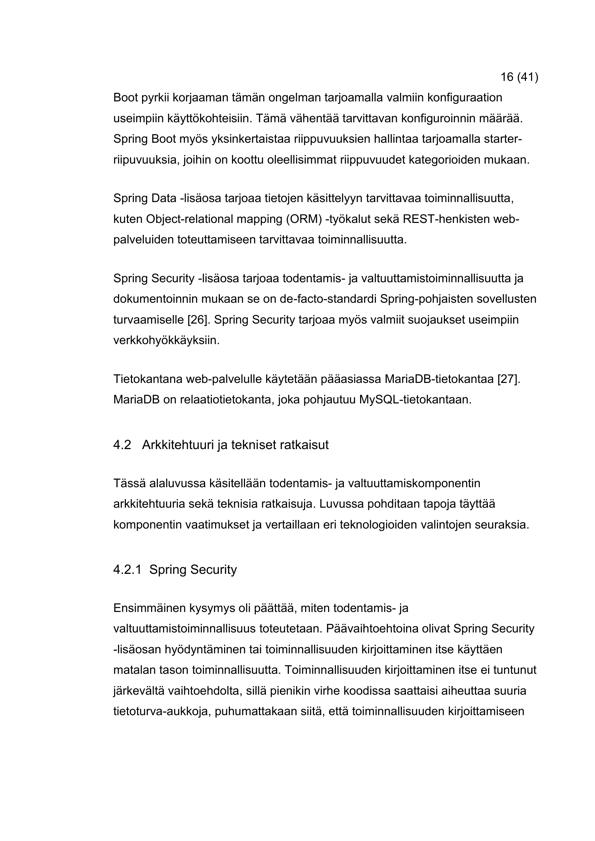 16 (41)
Boot pyrkii korjaaman tämän ongelman tarjoamalla valmiin konfiguraation
useimpiin käyttökohteisiin. Tämä vähentää tarvittavan konfiguroinnin määrää.
Spring Boot myös yksinkertaistaa riippuvuuksien hallintaa tarjoamalla starter-
riipuvuuksia, joihin on koottu oleellisimmat riippuvuudet kategorioiden mukaan.
Spring Data -lisäosa tarjoaa tietojen käsittelyyn tarvittavaa toiminnallisuutta,
kuten Object-relational mapping (ORM) -työkalut sekä REST-henkisten web-
palveluiden toteuttamiseen tarvittavaa toiminnallisuutta.
Spring Security -lisäosa tarjoaa todentamis- ja valtuuttamistoiminnallisuutta ja
dokumentoinnin mukaan se on de-facto-standardi Spring-pohjaisten sovellusten
turvaamiselle [26]. Spring Security tarjoaa myös valmiit suojaukset useimpiin
verkkohyökkäyksiin.
Tietokantana web-palvelulle käytetään pääasiassa MariaDB-tietokantaa [27].
MariaDB on relaatiotietokanta, joka pohjautuu MySQL-tietokantaan.
4.2 Arkkitehtuuri ja tekniset ratkaisut
Tässä alaluvussa käsitellään todentamis- ja valtuuttamiskomponentin
arkkitehtuuria sekä teknisia ratkaisuja. Luvussa pohditaan tapoja täyttää
komponentin vaatimukset ja vertaillaan eri teknologioiden valintojen seuraksia.
4.2.1 Spring Security
Ensimmäinen kysymys oli päättää, miten todentamis- ja
valtuuttamistoiminnallisuus toteutetaan. Päävaihtoehtoina olivat Spring Security
-lisäosan hyödyntäminen tai toiminnallisuuden kirjoittaminen itse käyttäen
matalan tason toiminnallisuutta. Toiminnallisuuden kirjoittaminen itse ei tuntunut
järkevältä vaihtoehdolta, sillä pienikin virhe koodissa saattaisi aiheuttaa suuria
tietoturva-aukkoja, puhumattakaan siitä, että toiminnallisuuden kirjoittamiseen